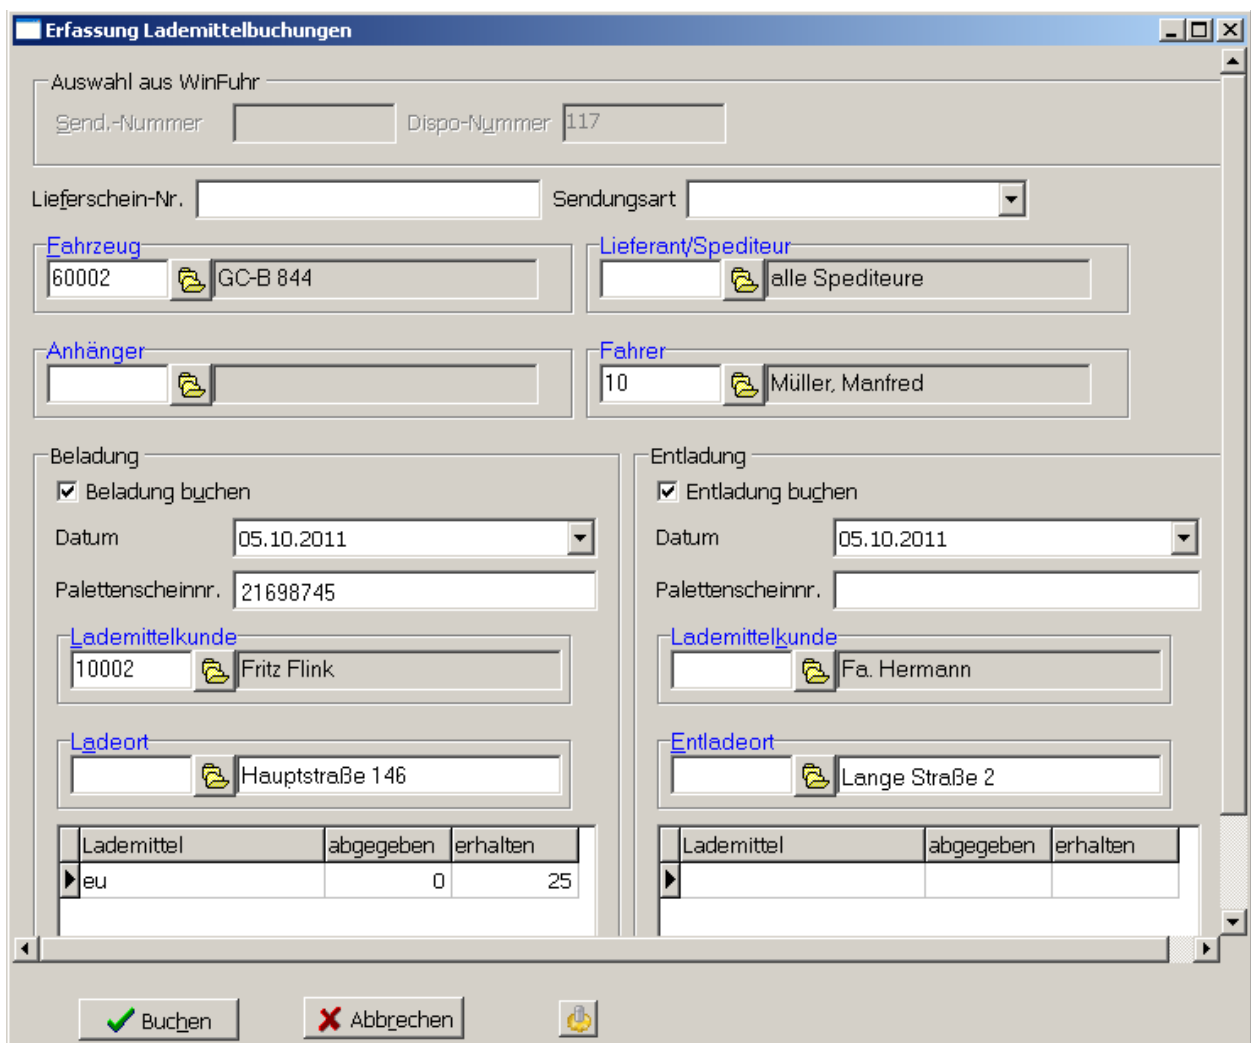 Erfassung Lademittelbuchungen
Auswahl aus WinFuhr
Send.-Nummer Dispo-Nummer 117
Lieferschein-Nr. Sendungsart
Fahrzeug Lieferant/Spediteur
60002 GC-B 844 alle Spediteure
Anhänger Fahrer
10 Müller, Manfred
Beladung Entladung
Beladung buchen Entladung buchen
Datum 05.10.2011 Datum 05.10.2011
Palettenscheinnr. 21698745 Palettenscheinnr.
Lademittelkunde Lademittelkunde
10002 Fritz Flink Fa. Hermann
Ladeort Entladeort
Hauptstraße 146 Lange Straße 2
Lademittel abgegeben erhalten Lademittel abgegeben erhalten
eu 0 25
Buchen Abbrechen